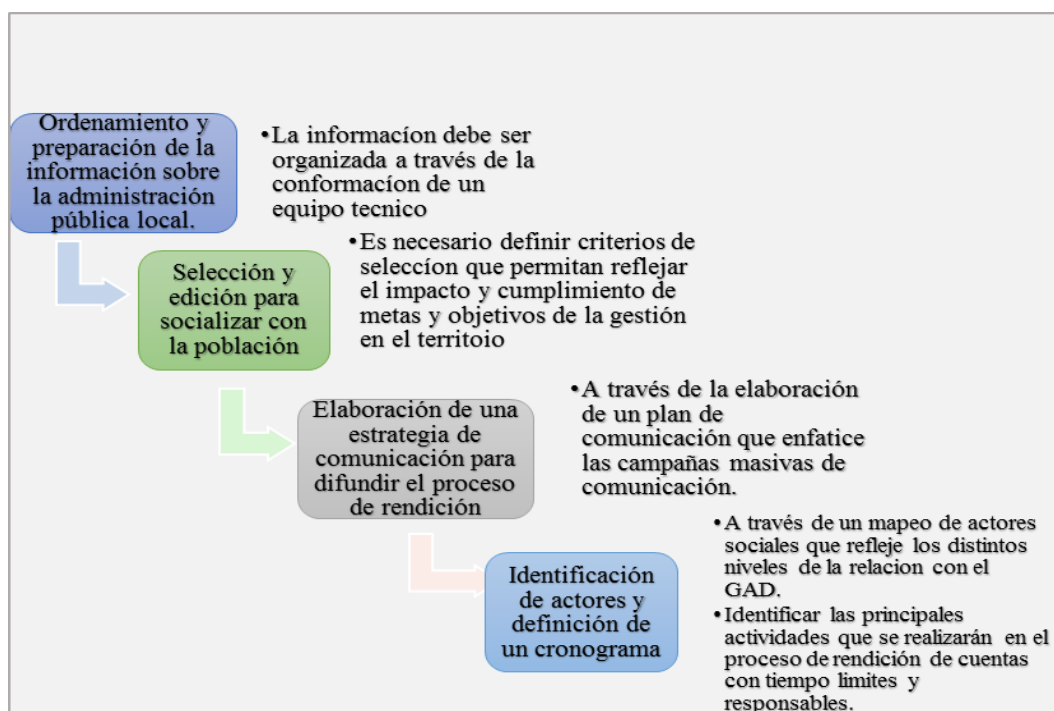 Ordenamiento y
preparación de la
información sobre
la administración
pública local.
•La informacíon debe ser
organizada a través de la
conformacíon de un
equipo tecnico
Selección y
edición para
socializar con
la población
•Es necesario definir criterios de
seleccíon que permitan reflejar
el impacto y cumplimiento de
metas y objetivos de la gestión
en el territoio
Elaboración de una
estrategia de
comunicación para
difundir el proceso
de rendición
•A través de la elaboración
de un plan de
comunicación que enfatice
las campañas masivas de
comunicación.
Identificación
de actores y
definición de
un cronograma
•A través de un mapeo de actores
sociales que refleje los distintos
niveles de la relacion con el
GAD.
•Identificar las principales
actividades que se realizarán en el
proceso de rendición de cuentas
con tiempo limites y
responsables.